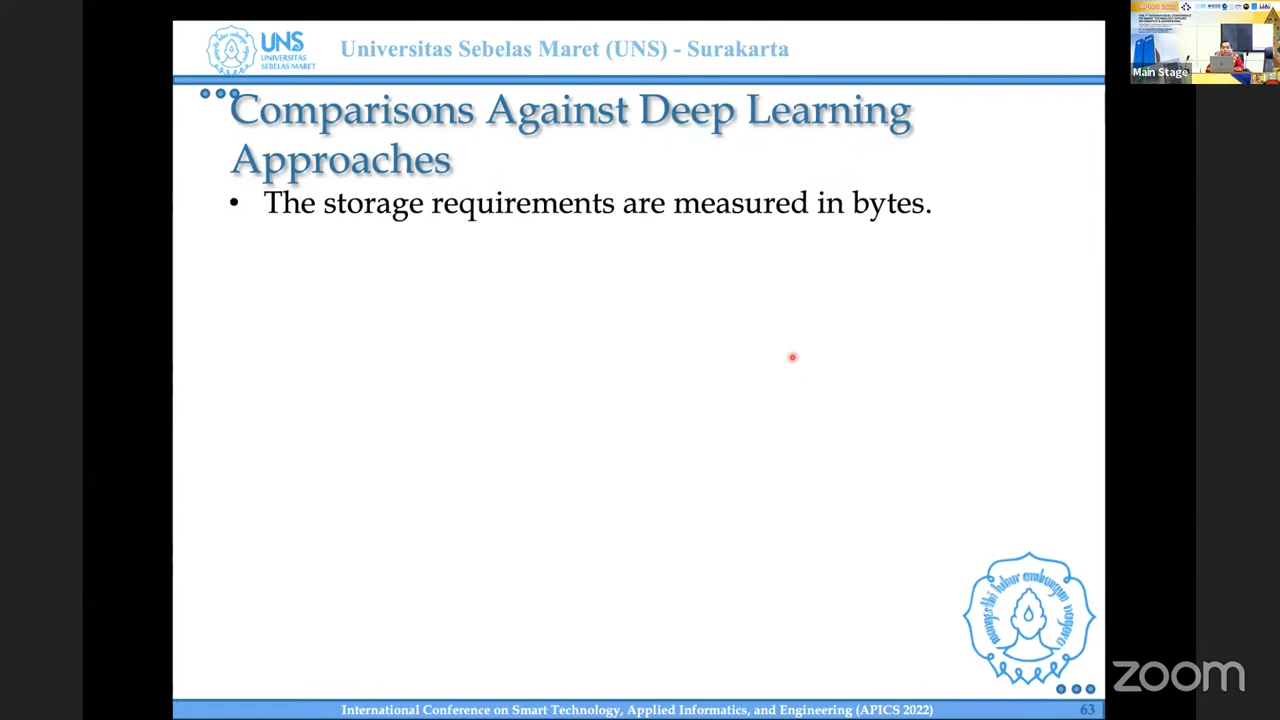 UNS
UNIVERSITAS
SEBELAS MARET
Universitas Sebelas Maret (UNS) - Surakarta
Comparisons Against Deep Learning
Approaches
• The storage requirements are measured in bytes.
Main Stage
zoom
International Conference on Smart Technology, Applied Informatics, and Engineering (APICS 2022)
63